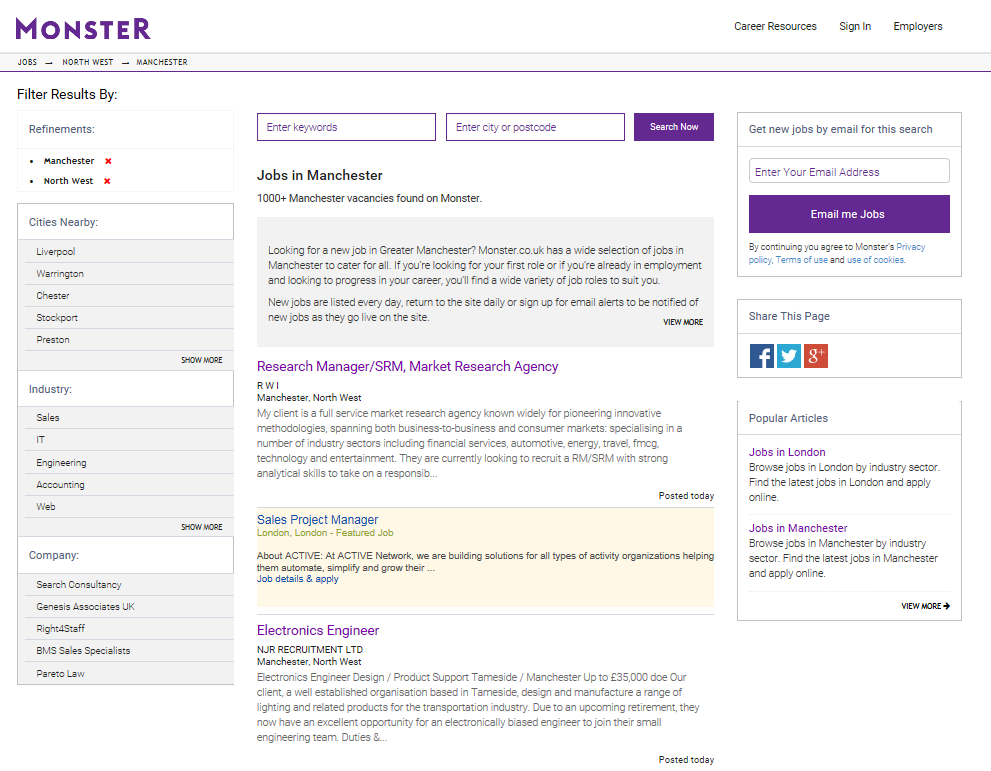 MONSTER
Career Resources Sign In Employers
JOBS → NORTH WEST → MANCHESTER
Filter Results By:
Refinements:
• Manchester ✖
• North West ✖
Cities Nearby:
Liverpool
Warrington
Chester
Stockport
Preston
SHOW MORE
Industry:
Sales
IT
Engineering
Accounting
Web
SHOW MORE
Company:
Search Consultancy
Genesis Associates UK
Right4Staff
BMS Sales Specialists
Pareto Law
Enter keywords
Enter city or postcode
Search Now
Jobs in Manchester
1000+ Manchester vacancies found on Monster.
Looking for a new job in Greater Manchester? Monster.co.uk has a wide selection of jobs in
Manchester to cater for all. If you're looking for your first role or if you're already in employment
and looking to progress in your career, you'll find a wide variety of job roles to suit you.
New jobs are listed every day, return to the site daily or sign up for email alerts to be notified of
new jobs as they go live on the site.
VIEW MORE
Research Manager/SRM, Market Research Agency
R W I
Manchester, North West
My client is a full service market research agency known widely for pioneering innovative
methodologies, spanning both business-to-business and consumer markets: specialising in a
number of industry sectors including financial services, automotive, energy, travel, fmcg,
technology and entertainment. They are currently looking to recruit a RM/SRM with strong
analytical skills to take on a responsib...
Posted today
Sales Project Manager
London, London - Featured Job
About ACTIVE: At ACTIVE Network, we are building solutions for all types of activity organizations helping
them automate, simplify and grow their ...
Job details & apply
Electronics Engineer
NJR RECRUITMENT LTD
Manchester, North West
Electronics Engineer Design / Product Support Tameside / Manchester Up to £35,000 doe Our
client, a well established organisation based in Tameside, design and manufacture a range of
lighting and related products for the transportation industry. Due to an upcoming retirement, they
now have an excellent opportunity for an electronically biased engineer to join their small
engineering team. Duties &...
Posted today
Get new jobs by email for this search
Enter Your Email Address
Email me Jobs
By continuing you agree to Monster's Privacy
policy, Terms of use and use of cookies.
Share This Page
f g+
Popular Articles
Jobs in London
Browse jobs in London by industry sector.
Find the latest jobs in London and apply
online.
Jobs in Manchester
Browse jobs in Manchester by industry
sector. Find the latest jobs in Manchester
and apply online.
VIEW MORE →